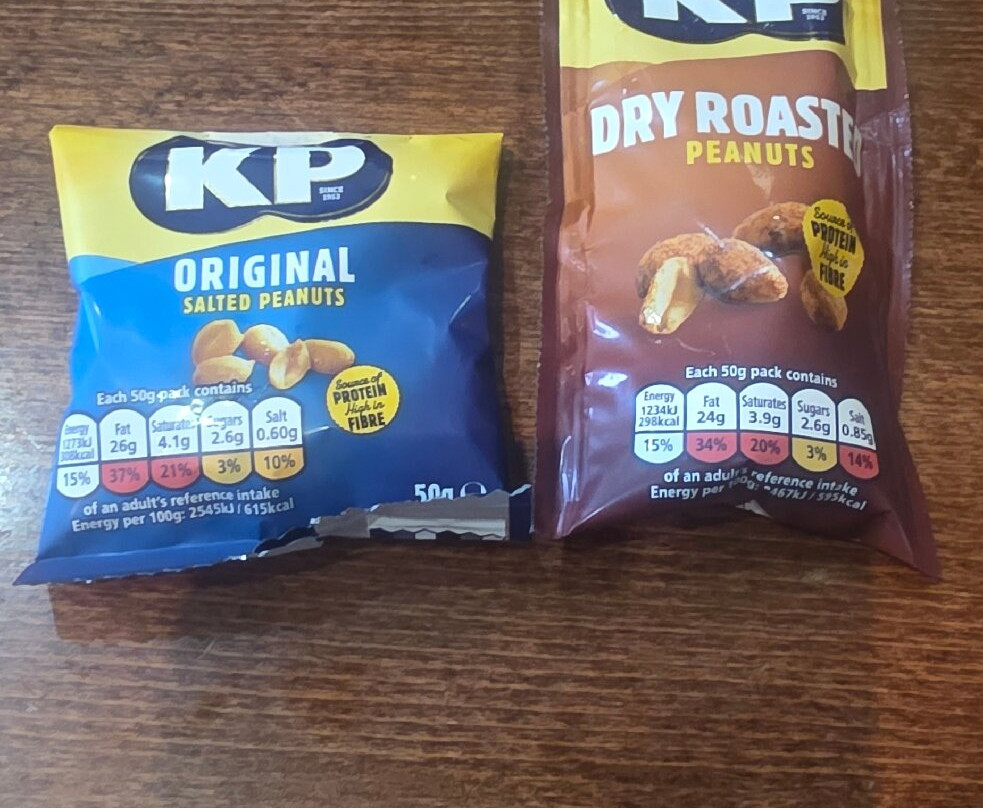 KP
SINCE
1953
ORIGINAL
SALTED PEANUTS
Source of
PROTEIN
High in
FIBRE
Each 50g pack contains
Energy
1273kJ
308kcal
15%
Fat
26g
37%
Saturates
4.1g
21%
Sugars
2.6g
3%
Salt
0.60g
10%
of an adult's reference intake
Energy per 100g: 2545kJ / 615kcal
50g
KP
SINCE
1953
DRY ROASTED
PEANUTS
Source of
PROTEIN
High in
FIBRE
Each 50g pack contains
Energy
1234kJ
298kcal
15%
Fat
24g
34%
Saturates
3.9g
20%
Sugars
2.6g
3%
Salt
0.85g
14%
of an adult's reference intake
Energy per 100g: 2467kJ / 595kcal